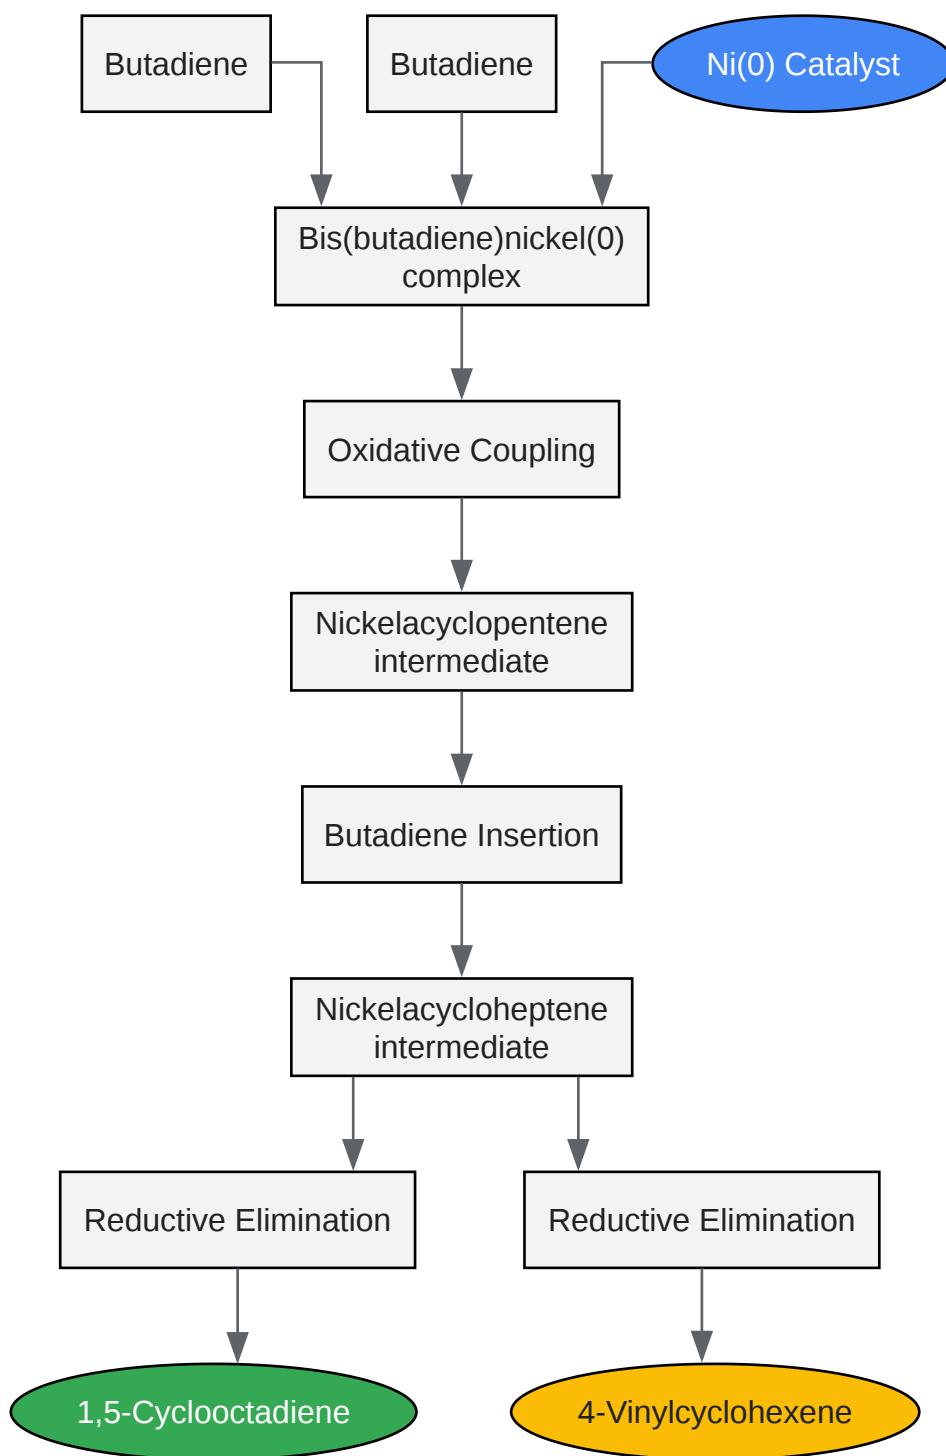 Butadiene
Butadiene
Ni(0) Catalyst
Bis(butadiene)nickel(0)
complex
Oxidative Coupling
Nickelacyclopentene
intermediate
Butadiene Insertion
Nickelacycloheptene
intermediate
Reductive Elimination
Reductive Elimination
1,5-Cyclooctadiene
4-Vinylcyclohexene